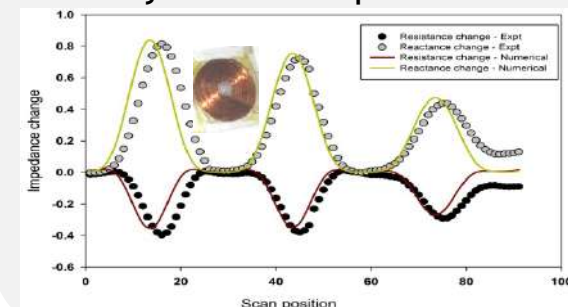 1.0
0.8
0.6
0.4
0.2
0.0
-0.2
-0.4
-0.6
Impedance change
Resistance change - Expt
Reactance change - Expt
Resistance change - Numerical
Reactance change - Numerical
0 20 40 60 80 100
Scan position